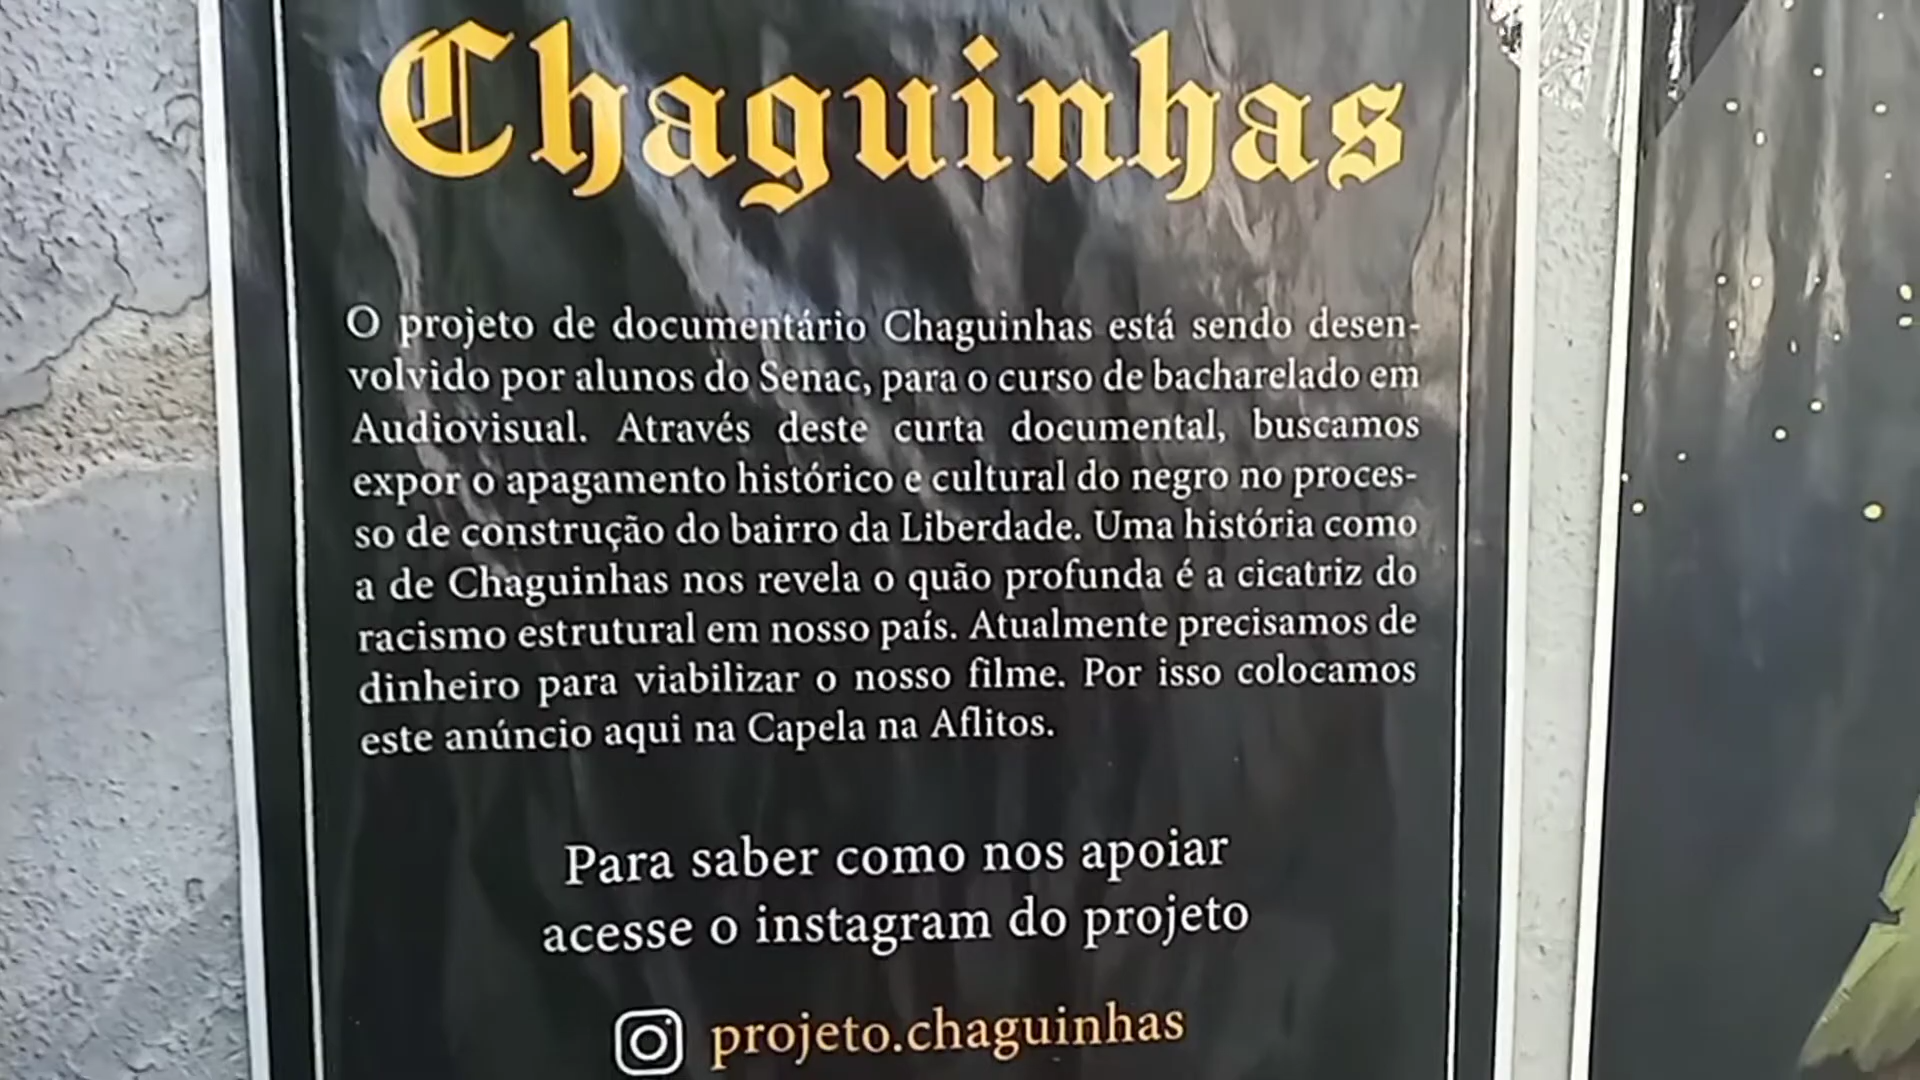 Chaguinhas
O projeto de documentário Chaguinhas está sendo desen-
volvido por alunos do Senac, para o curso de bacharelado em
Audiovisual. Através deste curta documental, buscamos
expor o apagamento histórico e cultural do negro no proces-
so de construção do bairro da Liberdade. Uma história como
a de Chaguinhas nos revela o quão profunda é a cicatriz do
racismo estrutural em nosso país. Atualmente precisamos de
dinheiro para viabilizar o nosso filme. Por isso colocamos
este anúncio aqui na Capela na Aflitos.
Para saber como nos apoiar
acesse o instagram do projeto
projeto.chaguinhas